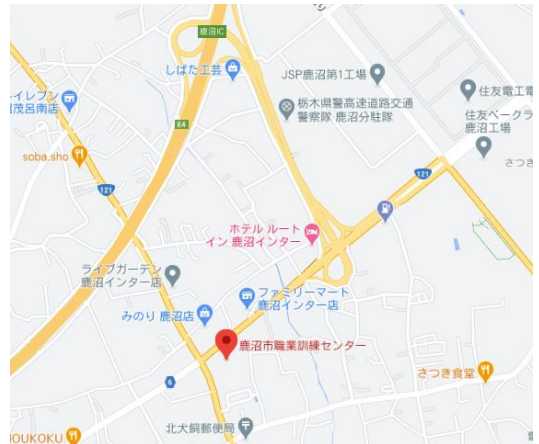 鹿沼IC
しばた工芸
JSP鹿沼第1工場
イレブン
茂呂南店
栃木県警高速道路交通
警察隊 鹿沼分駐隊
住友電工電
住友ベークラ
鹿沼工場
64
soba.sho
121
121
さつき
ホテル ルート
イン 鹿沼インター
ライブガーデン
鹿沼インター店
ファミリーマート
鹿沼インター店
みのり 鹿沼店
鹿沼市職業訓練センター
6
さつき食堂
OUKOKU
北犬飼郵便局